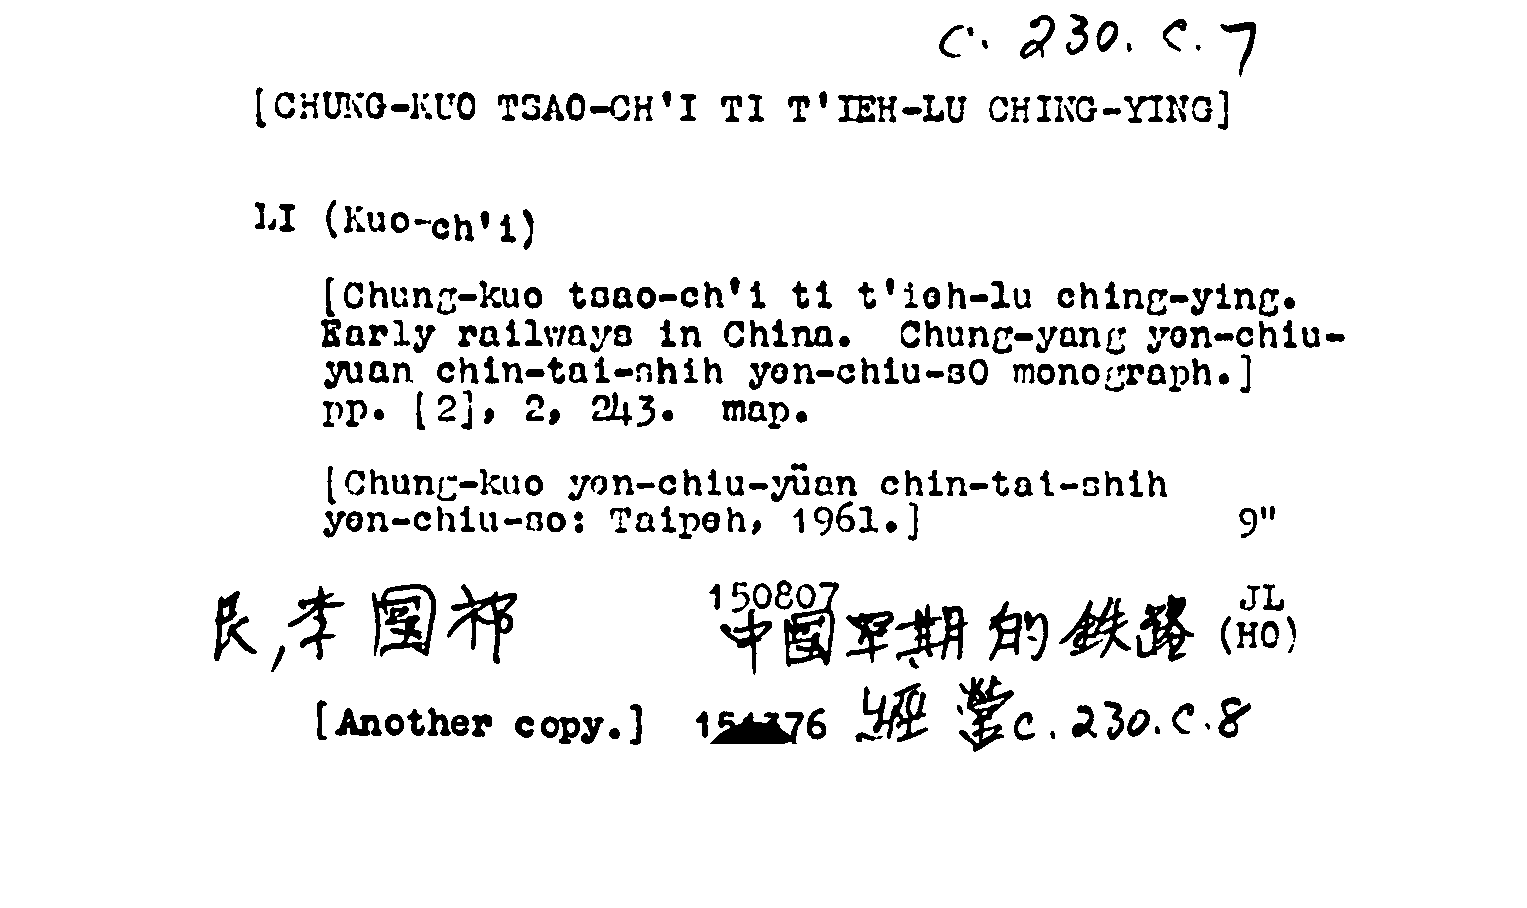 c. 230. c. 7
[CHUNG-KUO TSAO-CH'I TI T'IEH-LU CHING-YING]
LI (Kuo-ch'i)
[Chung-kuo tsao-ch'i ti t'ieh-lu ching-ying.
Early railways in China. Chung-yang yen-chiu-
yuan chin-tai-shih yen-chiu-sO monograph.]
pp. [2], 2, 243. map.
[Chung-kuo yen-chiu-yüan chin-tai-shih
yen-chiu-so: Taipeh, 1961.] 9"
150807 JL
民, 李國祁 中國早期的鉄路 (HO)
[Another copy.] 經營 c. 230. c. 8